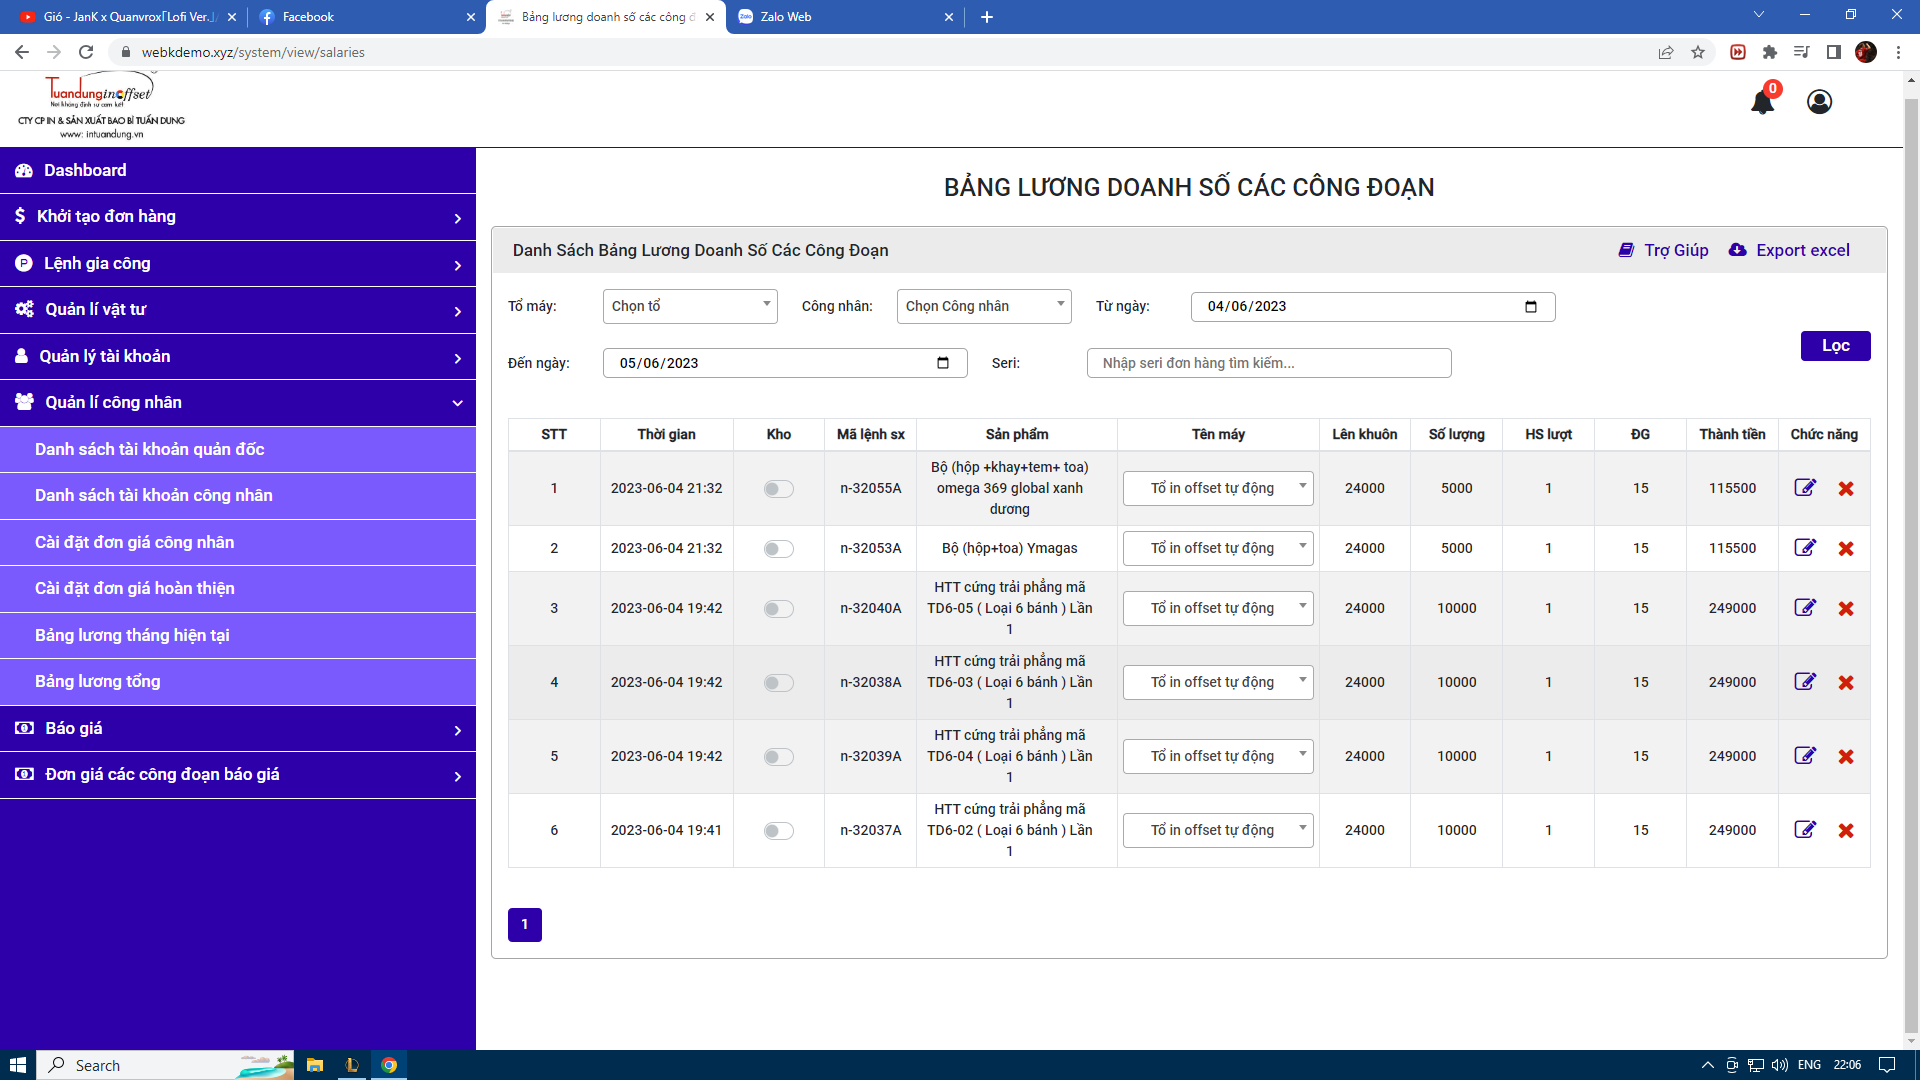 Gió - JanK x Quanvrox「Lofi Ver.」
Facebook
Bảng lương doanh số các công đ
Zalo Web
webkdemo.xyz/system/view/salaries
Tuandunginoffset
Nơi khẳng định sự cam kết
CTY CP IN & SẢN XUẤT BAO BÌ TUẤN DUNG
www: intuandung.vn
0
Dashboard
Khởi tạo đơn hàng
Lệnh gia công
Quản lí vật tư
Quản lý tài khoản
Quản lí công nhân
Danh sách tài khoản quản đốc
Danh sách tài khoản công nhân
Cài đặt đơn giá công nhân
Cài đặt đơn giá hoàn thiện
Bảng lương tháng hiện tại
Bảng lương tổng
Báo giá
Đơn giá các công đoạn báo giá
BẢNG LƯƠNG DOANH SỐ CÁC CÔNG ĐOẠN
Danh Sách Bảng Lương Doanh Số Các Công Đoạn
Trợ Giúp Export excel
Tổ máy: Chọn tổ Công nhân: Chọn Công nhân Từ ngày: 04/06/2023
Đến ngày: 05/06/2023 Seri: Nhập seri đơn hàng tìm kiếm...
Lọc
STT Thời gian Kho Mã lệnh sx Sản phẩm Tên máy Lên khuôn Số lượng HS lượt ĐG Thành tiền Chức năng
1 2023-06-04 21:32 n-32055A Bộ (hộp +khay+tem+ toa) omega 369 global xanh dương Tổ in offset tự động 24000 5000 1 15 115500
2 2023-06-04 21:32 n-32053A Bộ (hộp+toa) Ymagas Tổ in offset tự động 24000 5000 1 15 115500
3 2023-06-04 19:42 n-32040A HTT cứng trải phẳng mã TD6-05 ( Loại 6 bánh ) Lần 1 Tổ in offset tự động 24000 10000 1 15 249000
4 2023-06-04 19:42 n-32038A HTT cứng trải phẳng mã TD6-03 ( Loại 6 bánh ) Lần 1 Tổ in offset tự động 24000 10000 1 15 249000
5 2023-06-04 19:42 n-32039A HTT cứng trải phẳng mã TD6-04 ( Loại 6 bánh ) Lần 1 Tổ in offset tự động 24000 10000 1 15 249000
6 2023-06-04 19:41 n-32037A HTT cứng trải phẳng mã TD6-02 ( Loại 6 bánh ) Lần 1 Tổ in offset tự động 24000 10000 1 15 249000
1
Search
ENG
22:06